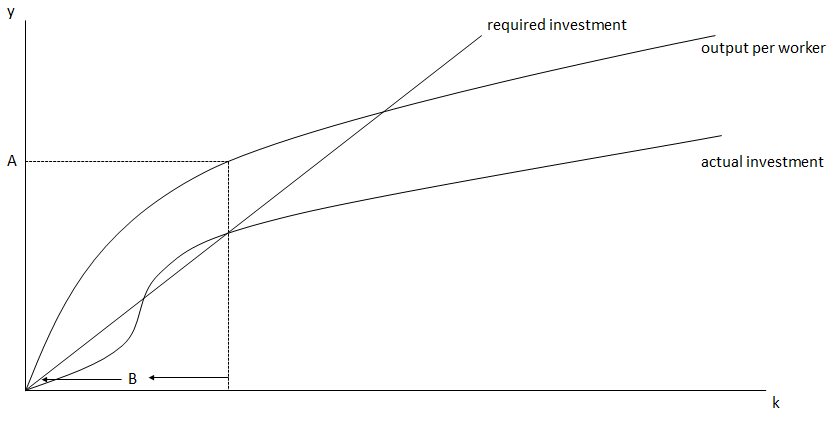 y
required investment
output per worker
A
actual investment
B
k